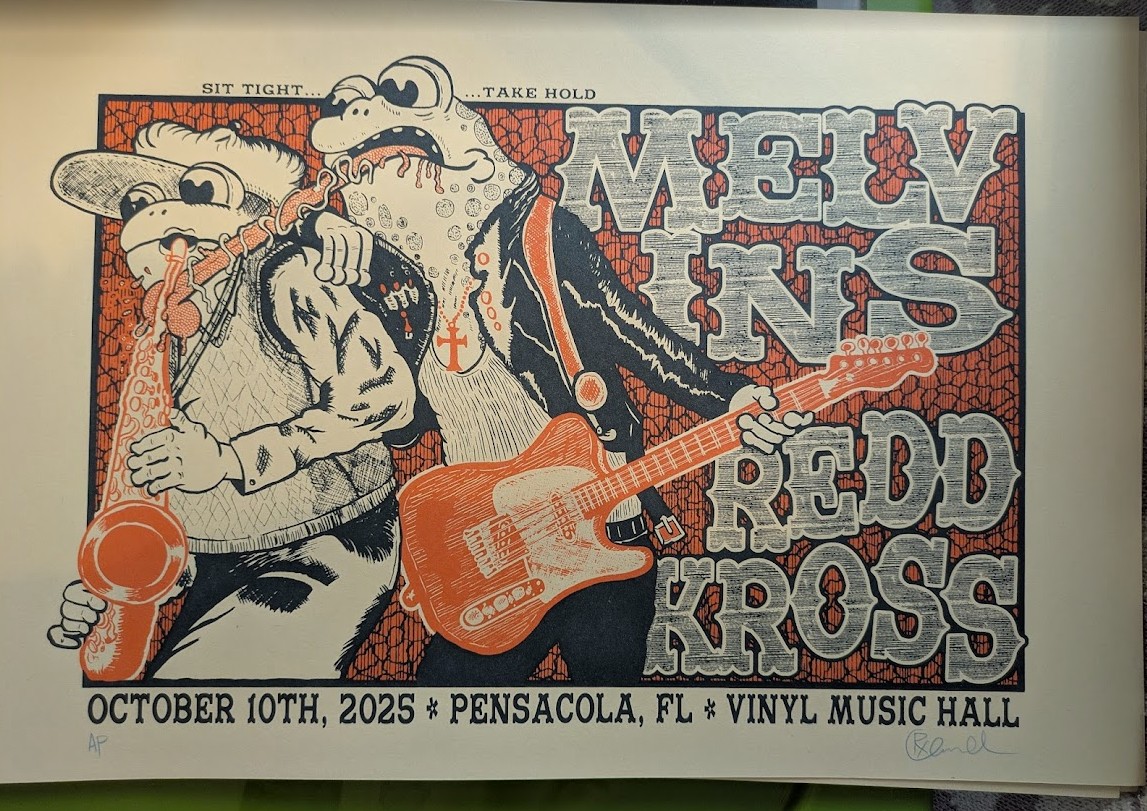 SIT TIGHT... ...TAKE HOLD
MELV
INS
REDD
KROSS
OCTOBER 10TH, 2025 * PENSACOLA, FL * VINYL MUSIC HALL
AP